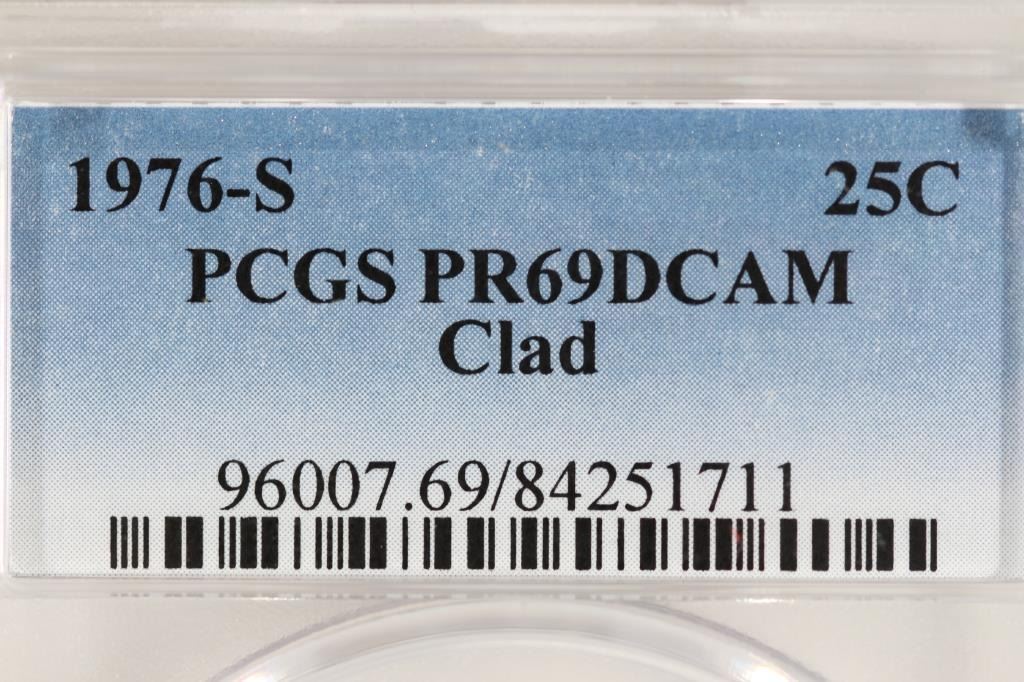 1976-S 25C
PCGS PR69DCAM
Clad
96007.69/84251711